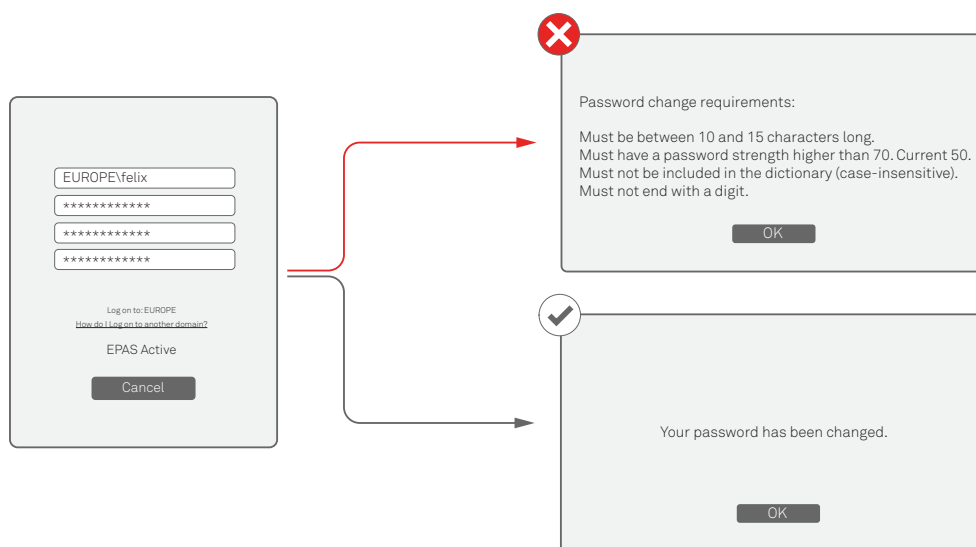 EUROPE\felix
************
************
************
Log on to: EUROPE
How do I Log on to another domain?
EPAS Active
Cancel
Password change requirements:
Must be between 10 and 15 characters long.
Must have a password strength higher than 70. Current 50.
Must not be included in the dictionary (case-insensitive).
Must not end with a digit.
OK
Your password has been changed.
OK